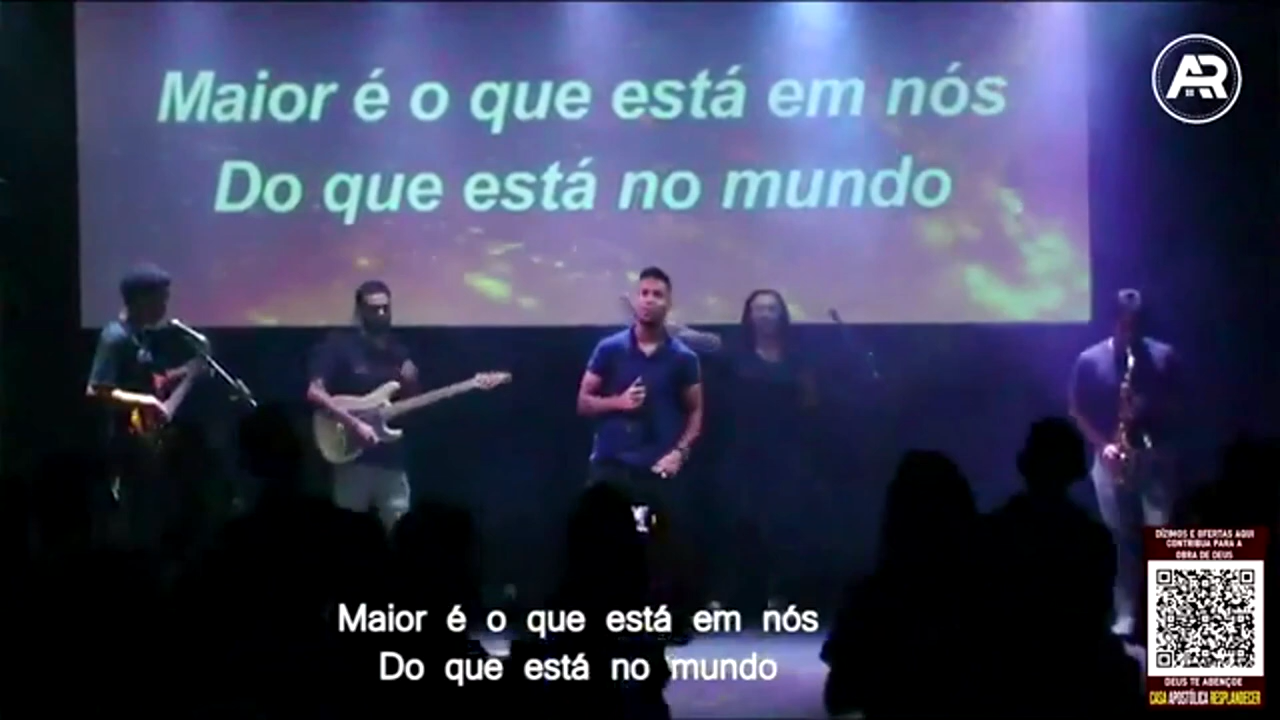 Maior é o que está em nós
Do que está no mundo
AR
Maior é o que está em nós
Do que está no mundo
DÍZIMOS E OFERTAS AQUI
CONTRIBUA PARA A
OBRA DE DEUS
DEUS TE ABENÇOE
CASA APOSTÓLICA RESPLANDECER